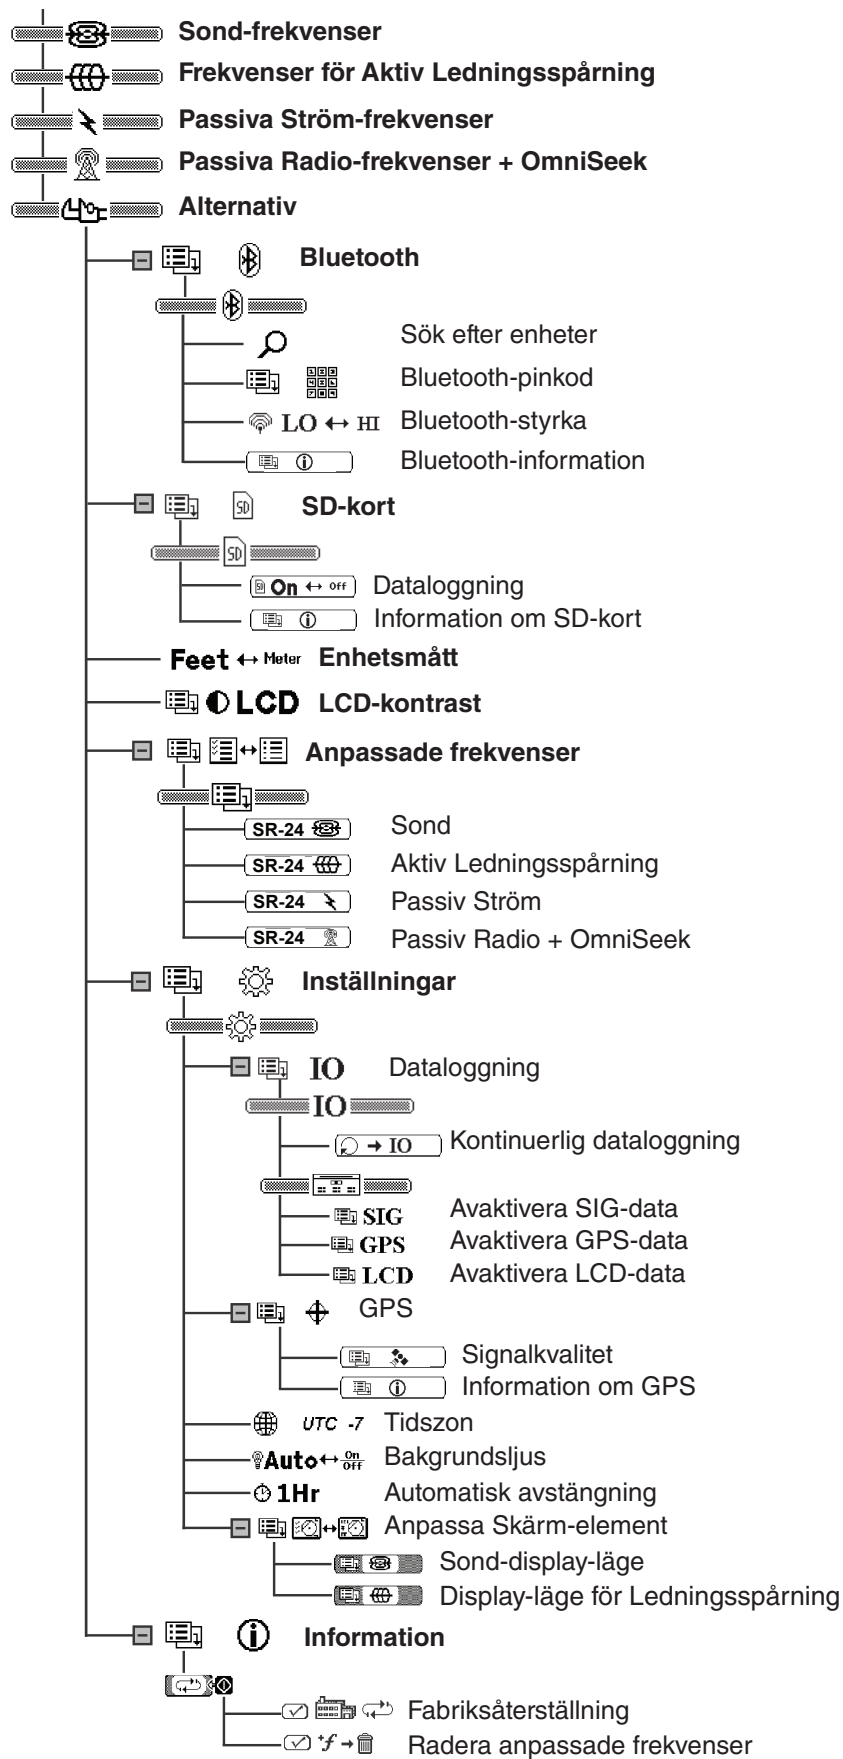 Sond-frekvenser
Frekvenser för Aktiv Ledningsspårning
Passiva Ström-frekvenser
Passiva Radio-frekvenser + OmniSeek
Alternativ
Bluetooth
Sök efter enheter
Bluetooth-pinkod
LO ↔ HI Bluetooth-styrka
Bluetooth-information
SD SD-kort
SD
SD On ↔ Off Dataloggning
Information om SD-kort
Feet ↔ Meter Enhetsmått
LCD LCD-kontrast
Anpassade frekvenser
SR-24 Sond
SR-24 Aktiv Ledningsspårning
SR-24 Passiv Ström
SR-24 Passiv Radio + OmniSeek
Inställningar
IO Dataloggning
IO
→ IO Kontinuerlig dataloggning
SIG Avaktivera SIG-data
GPS Avaktivera GPS-data
LCD Avaktivera LCD-data
GPS
Signalkvalitet
Information om GPS
UTC -7 Tidszon
Auto ↔ On Off Bakgrundsljus
1Hr Automatisk avstängning
Anpassa Skärm-element
Sond-display-läge
Display-läge för Ledningsspårning
Information
Fabriksåterställning
+f → Radera anpassade frekvenser